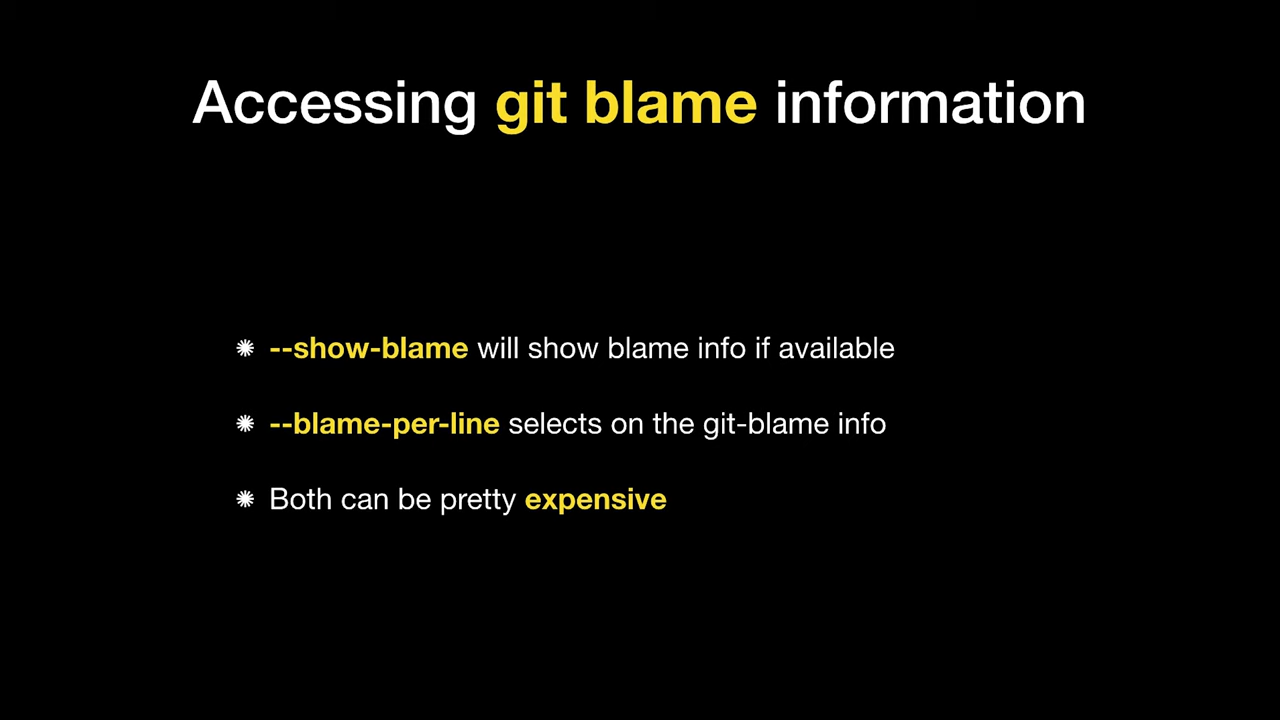 Accessing git blame information
✺ --show-blame will show blame info if available
✺ --blame-per-line selects on the git-blame info
✺ Both can be pretty expensive